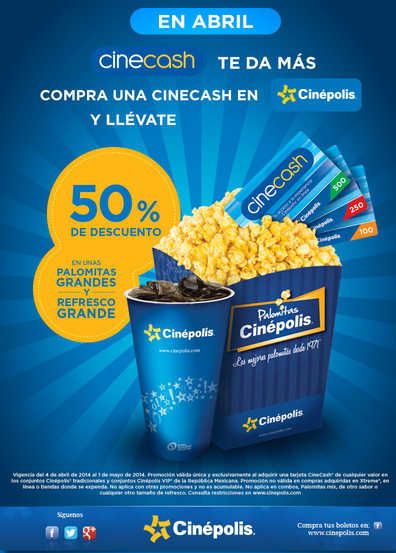 EN ABRIL
cinecash TE DA MÁS
COMPRA UNA CINECASH EN Cinépolis.
Y LLÉVATE
50%
DE DESCUENTO
EN UNAS
PALOMITAS
GRANDES
Y
REFRESCO
GRANDE
cinecash
Cinépolis
500
250
100
Palomitas
Cinépolis.
Las mejores palomitas desde 1971
Cinépolis.
www.cinepolis.com
Cinépolis
Vigencia del 4 de abril de 2014 al 1 de mayo de 2014. Promoción válida única y exclusivamente al adquirir una tarjeta CineCash® de cualquier valor en
los conjuntos Cinépolis® tradicionales y conjuntos Cinépolis VIP® de la República Mexicana. Promoción no válida en compras adquiridas en Xtreme®, en
línea o tiendas donde se expenda. No aplica con otras promociones y no es acumulable. No aplica en combos, Palomitas mix, de otro sabor o
cualquier otro tamaño de refresco. Consulta restricciones en www.cinepolis.com
Síguenos
Cinépolis.
Compra tus boletos en:
www.cinepolis.com